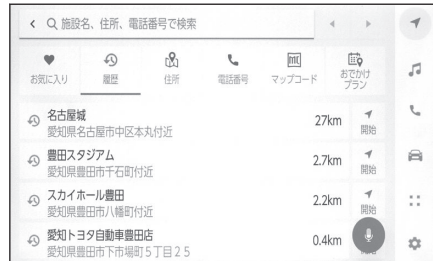 施設名、住所、電話番号で検索
お気に入り
履歴
住所
電話番号
マップコード
おでかけ
プラン
名古屋城
愛知県名古屋市中区本丸付近
27km
開始
豊田スタジアム
愛知県豊田市千石町付近
2.7km
開始
スカイホール豊田
愛知県豊田市八幡町付近
2.2km
開始
愛知トヨタ自動車豊田店
愛知県豊田市下市場町5丁目25
0.4km